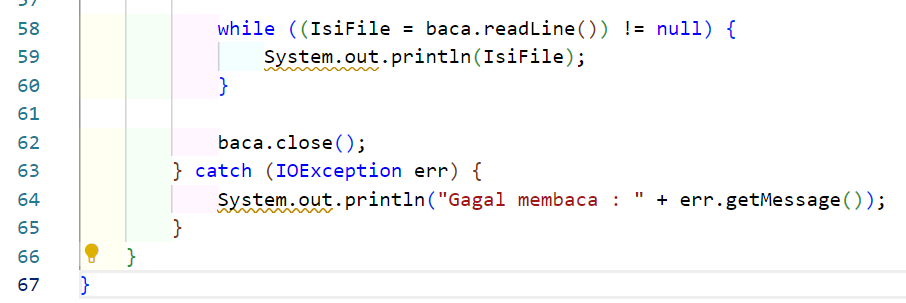 58 while ((IsiFile = baca.readLine()) != null) {
59 System.out.println(IsiFile);
60 }
61
62 baca.close();
63 } catch (IOException err) {
64 System.out.println("Gagal membaca : " + err.getMessage());
65 }
66 }
67 }